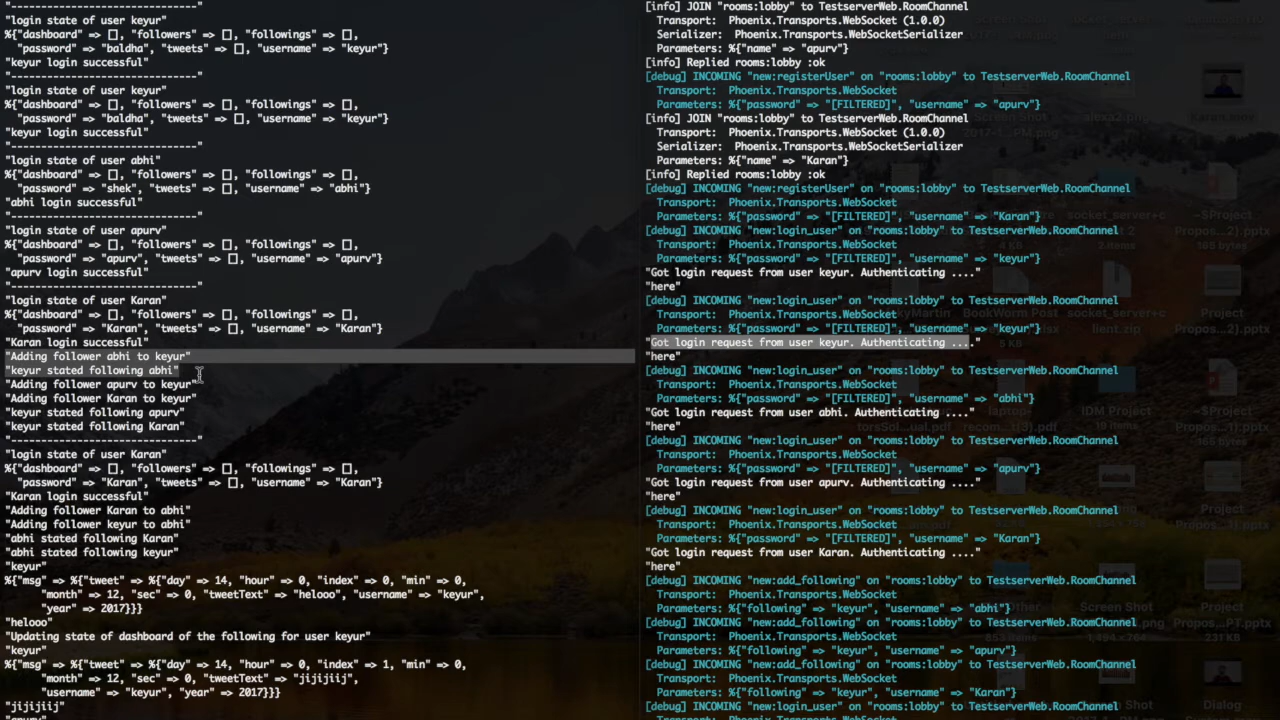 "------------------------------"
"login state of user keyur"
%{"dashboard" => [], "followers" => [], "followings" => [],
"password" => "baldha", "tweets" => [], "username" => "keyur"}
"keyur login successful"
"------------------------------"
"login state of user keyur"
%{"dashboard" => [], "followers" => [], "followings" => [],
"password" => "baldha", "tweets" => [], "username" => "keyur"}
"keyur login successful"
"------------------------------"
"login state of user abhi"
%{"dashboard" => [], "followers" => [], "followings" => [],
"password" => "shek", "tweets" => [], "username" => "abhi"}
"abhi login successful"
"------------------------------"
"login state of user apurv"
%{"dashboard" => [], "followers" => [], "followings" => [],
"password" => "apurv", "tweets" => [], "username" => "apurv"}
"apurv login successful"
"------------------------------"
"login state of user Karan"
%{"dashboard" => [], "followers" => [], "followings" => [],
"password" => "Karan", "tweets" => [], "username" => "Karan"}
"Karan login successful"
"Adding follower abhi to keyur"
"keyur stated following abhi"
"Adding follower apurv to keyur"
"Adding follower Karan to keyur"
"keyur stated following apurv"
"keyur stated following Karan"
"------------------------------"
"login state of user Karan"
%{"dashboard" => [], "followers" => [], "followings" => [],
"password" => "Karan", "tweets" => [], "username" => "Karan"}
"Karan login successful"
"Adding follower Karan to abhi"
"Adding follower keyur to abhi"
"abhi stated following Karan"
"abhi stated following keyur"
"keyur"
%{"msg" => %{"tweet" => %{"day" => 14, "hour" => 0, "index" => 0, "min" => 0,
"month" => 12, "sec" => 0, "tweetText" => "helooo", "username" => "keyur",
"year" => 2017}}}
"helooo"
"Updating state of dashboard of the following for user keyur"
"keyur"
%{"msg" => %{"tweet" => %{"day" => 14, "hour" => 0, "index" => 1, "min" => 0,
"month" => 12, "sec" => 0, "tweetText" => "jijijiij",
"username" => "keyur", "year" => 2017}}}
"jijijiij"
"apurv"
[info] JOIN "rooms:lobby" to TestserverWeb.RoomChannel
Transport: Phoenix.Transports.WebSocket (1.0.0)
Serializer: Phoenix.Transports.WebSocketSerializer
Parameters: %{"name" => "apurv"}
[info] Replied rooms:lobby :ok
[debug] INCOMING "new:registerUser" on "rooms:lobby" to TestserverWeb.RoomChannel
Transport: Phoenix.Transports.WebSocket
Parameters: %{"password" => "[FILTERED]", "username" => "apurv"}
[info] JOIN "rooms:lobby" to TestserverWeb.RoomChannel
Transport: Phoenix.Transports.WebSocket (1.0.0)
Serializer: Phoenix.Transports.WebSocketSerializer
Parameters: %{"name" => "Karan"}
[info] Replied rooms:lobby :ok
[debug] INCOMING "new:registerUser" on "rooms:lobby" to TestserverWeb.RoomChannel
Transport: Phoenix.Transports.WebSocket
Parameters: %{"password" => "[FILTERED]", "username" => "Karan"}
[debug] INCOMING "new:login_user" on "rooms:lobby" to TestserverWeb.RoomChannel
Transport: Phoenix.Transports.WebSocket
Parameters: %{"password" => "[FILTERED]", "username" => "keyur"}
"Got login request from user keyur. Authenticating ...."
"here"
[debug] INCOMING "new:login_user" on "rooms:lobby" to TestserverWeb.RoomChannel
Transport: Phoenix.Transports.WebSocket
Parameters: %{"password" => "[FILTERED]", "username" => "keyur"}
"Got login request from user keyur. Authenticating ...."
"here"
[debug] INCOMING "new:login_user" on "rooms:lobby" to TestserverWeb.RoomChannel
Transport: Phoenix.Transports.WebSocket
Parameters: %{"password" => "[FILTERED]", "username" => "abhi"}
"Got login request from user abhi. Authenticating ...."
"here"
[debug] INCOMING "new:login_user" on "rooms:lobby" to TestserverWeb.RoomChannel
Transport: Phoenix.Transports.WebSocket
Parameters: %{"password" => "[FILTERED]", "username" => "apurv"}
"Got login request from user apurv. Authenticating ...."
"here"
[debug] INCOMING "new:login_user" on "rooms:lobby" to TestserverWeb.RoomChannel
Transport: Phoenix.Transports.WebSocket
Parameters: %{"password" => "[FILTERED]", "username" => "Karan"}
"Got login request from user Karan. Authenticating ...."
"here"
[debug] INCOMING "new:add_following" on "rooms:lobby" to TestserverWeb.RoomChannel
Transport: Phoenix.Transports.WebSocket
Parameters: %{"following" => "keyur", "username" => "abhi"}
[debug] INCOMING "new:add_following" on "rooms:lobby" to TestserverWeb.RoomChannel
Transport: Phoenix.Transports.WebSocket
Parameters: %{"following" => "keyur", "username" => "apurv"}
[debug] INCOMING "new:add_following" on "rooms:lobby" to TestserverWeb.RoomChannel
Transport: Phoenix.Transports.WebSocket
Parameters: %{"following" => "keyur", "username" => "Karan"}
[debug] INCOMING "new:login_user" on "rooms:lobby" to TestserverWeb.RoomChannel
Transport: Phoenix.Transports.WebSocket